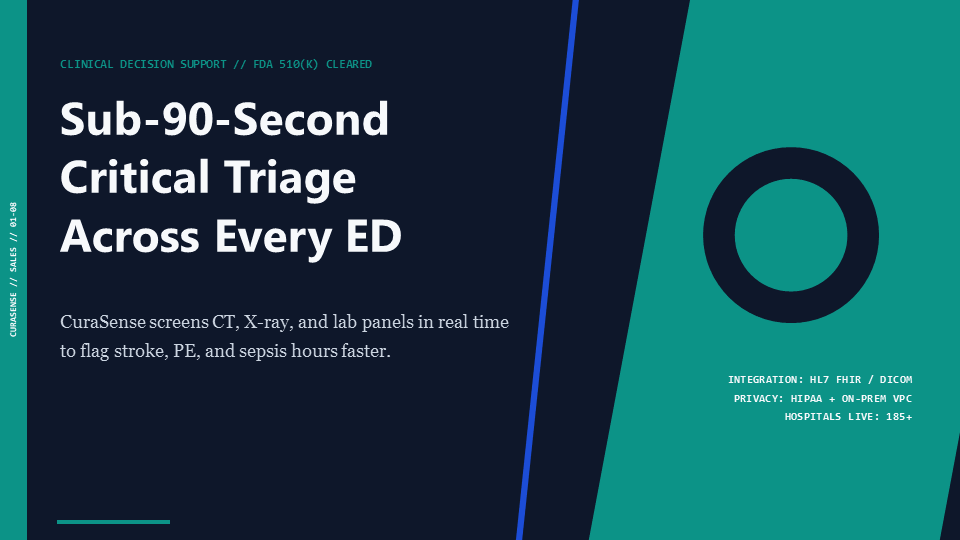 CLINICAL DECISION SUPPORT // FDA 510(K) CLEARED
Sub-90-Second
Critical Triage
Across Every ED
CuraSense screens CT, X-ray, and lab panels in real time
to flag stroke, PE, and sepsis hours faster.
CURASENSE // SALES // 01-08
INTEGRATION: HL7 FHIR / DICOM
PRIVACY: HIPAA + ON-PREM VPC
HOSPITALS LIVE: 185+